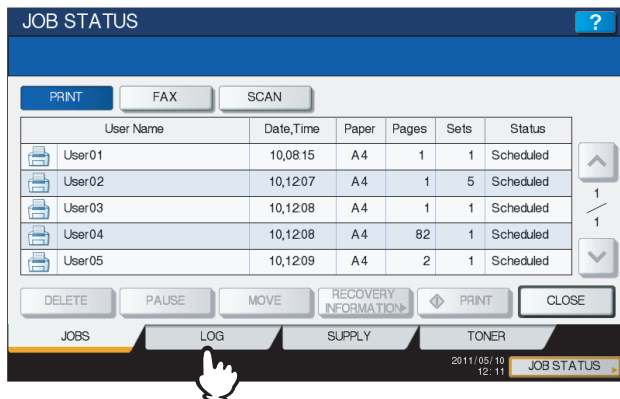 JOB STATUS ?
PRINT FAX SCAN
User Name Date,Time Paper Pages Sets Status
User01 10,08:15 A4 1 1 Scheduled
User02 10,12:07 A4 1 5 Scheduled
User03 10,12:08 A4 1 1 Scheduled
User04 10,12:08 A4 82 1 Scheduled
User05 10,12:09 A4 2 1 Scheduled
1
1
DELETE PAUSE MOVE RECOVERY
INFORMATION PRINT CLOSE
JOBS LOG SUPPLY TONER
2011/05/10
12:11 JOB STATUS